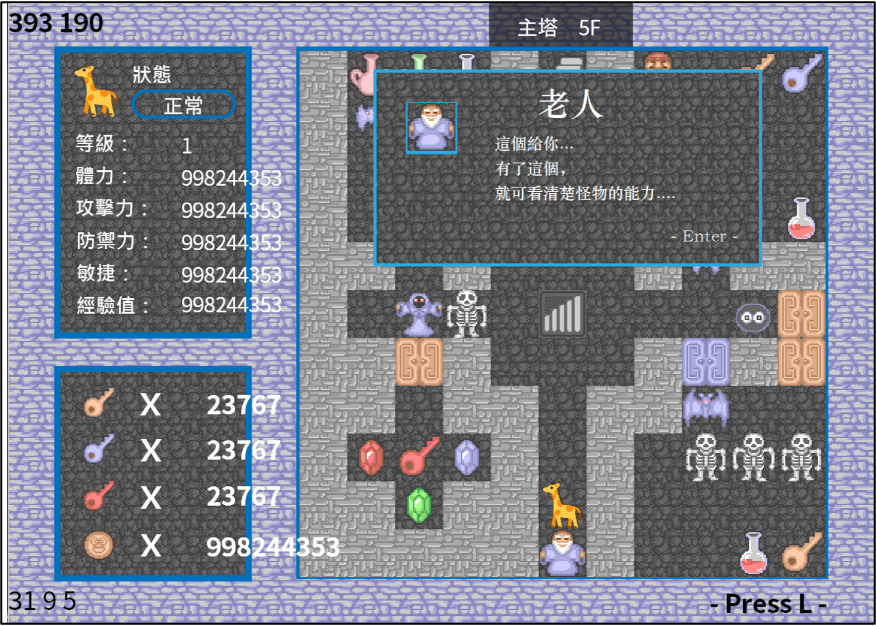 393 190
主塔 5F
狀態
正常
等級： 1
體力： 998244353
攻擊力： 998244353
防禦力： 998244353
敏捷： 998244353
經驗值： 998244353
X 23767
X 23767
X 23767
X 998244353
老人
這個給你...
有了這個,
就可看清楚怪物的能力....
- Enter -
31 9 5
- Press L -